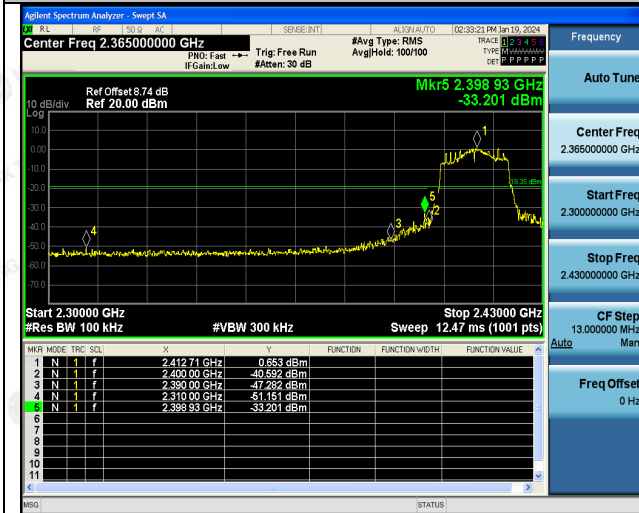 Agilent Spectrum Analyzer - Swept SA
RL RF 50 Ω AC SENSE:INT ALIGNAUTO 02:33:21 PM Jan 19, 2024
Center Freq 2.365000000 GHz
PNO: Fast
IFGain:Low
Trig: Free Run
#Atten: 30 dB
#Avg Type: RMS
Avg|Hold: 100/100
TRACE 1 2 3 4 5 6
TYPE M
DET P P P P P P
Ref Offset 8.74 dB
Ref 20.00 dBm
10 dB/div
Log
Mkr5 2.398 93 GHz
-33.201 dBm
10.0
0.00
-10.0
-20.0
-30.0
-40.0
-50.0
-60.0
-70.0
1
-19.35 dBm
5
2
3
4
Start 2.30000 GHz Stop 2.43000 GHz
#Res BW 100 kHz #VBW 300 kHz Sweep 12.47 ms (1001 pts)
MKR MODE TRC SCL X Y FUNCTION FUNCTION WIDTH FUNCTION VALUE
1 N 1 f 2.412 71 GHz 0.653 dBm
2 N 1 f 2.400 00 GHz -40.592 dBm
3 N 1 f 2.390 00 GHz -47.282 dBm
4 N 1 f 2.310 00 GHz -51.151 dBm
5 N 1 f 2.398 93 GHz -33.201 dBm
6
7
8
9
10
11
MSG STATUS
Frequency
Auto Tune
Center Freq
2.365000000 GHz
Start Freq
2.300000000 GHz
Stop Freq
2.430000000 GHz
CF Step
13.000000 MHz
Auto Man
Freq Offset
0 Hz